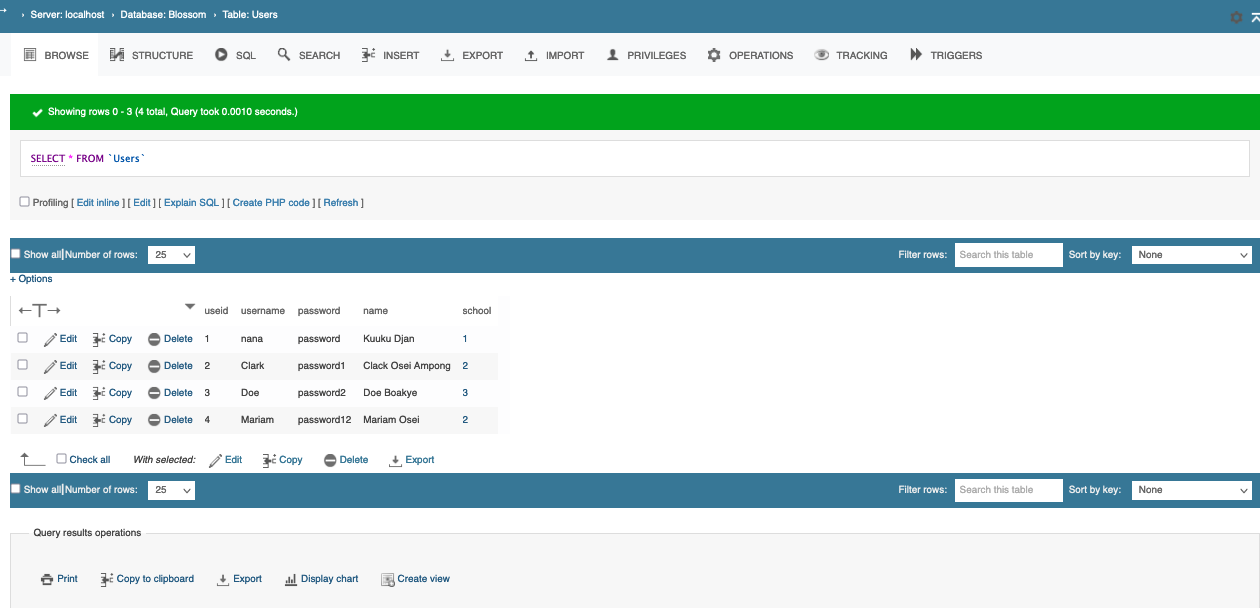 Server: localhost › Database: Blossom › Table: Users
BROWSE STRUCTURE SQL SEARCH INSERT EXPORT IMPORT PRIVILEGES OPERATIONS TRACKING TRIGGERS
Showing rows 0 - 3 (4 total, Query took 0.0010 seconds.)
SELECT * FROM `Users`
Profiling [ Edit inline ] [ Edit ] [ Explain SQL ] [ Create PHP code ] [ Refresh ]
Show all Number of rows: 25 Filter rows: Search this table Sort by key: None
+ Options
useid username password name school
Edit Copy Delete 1 nana password Kuuku Djan 1
Edit Copy Delete 2 Clark password1 Clack Osei Ampong 2
Edit Copy Delete 3 Doe password2 Doe Boakye 3
Edit Copy Delete 4 Mariam password12 Mariam Osei 2
Check all With selected: Edit Copy Delete Export
Show all Number of rows: 25 Filter rows: Search this table Sort by key: None
Query results operations
Print Copy to clipboard Export Display chart Create view